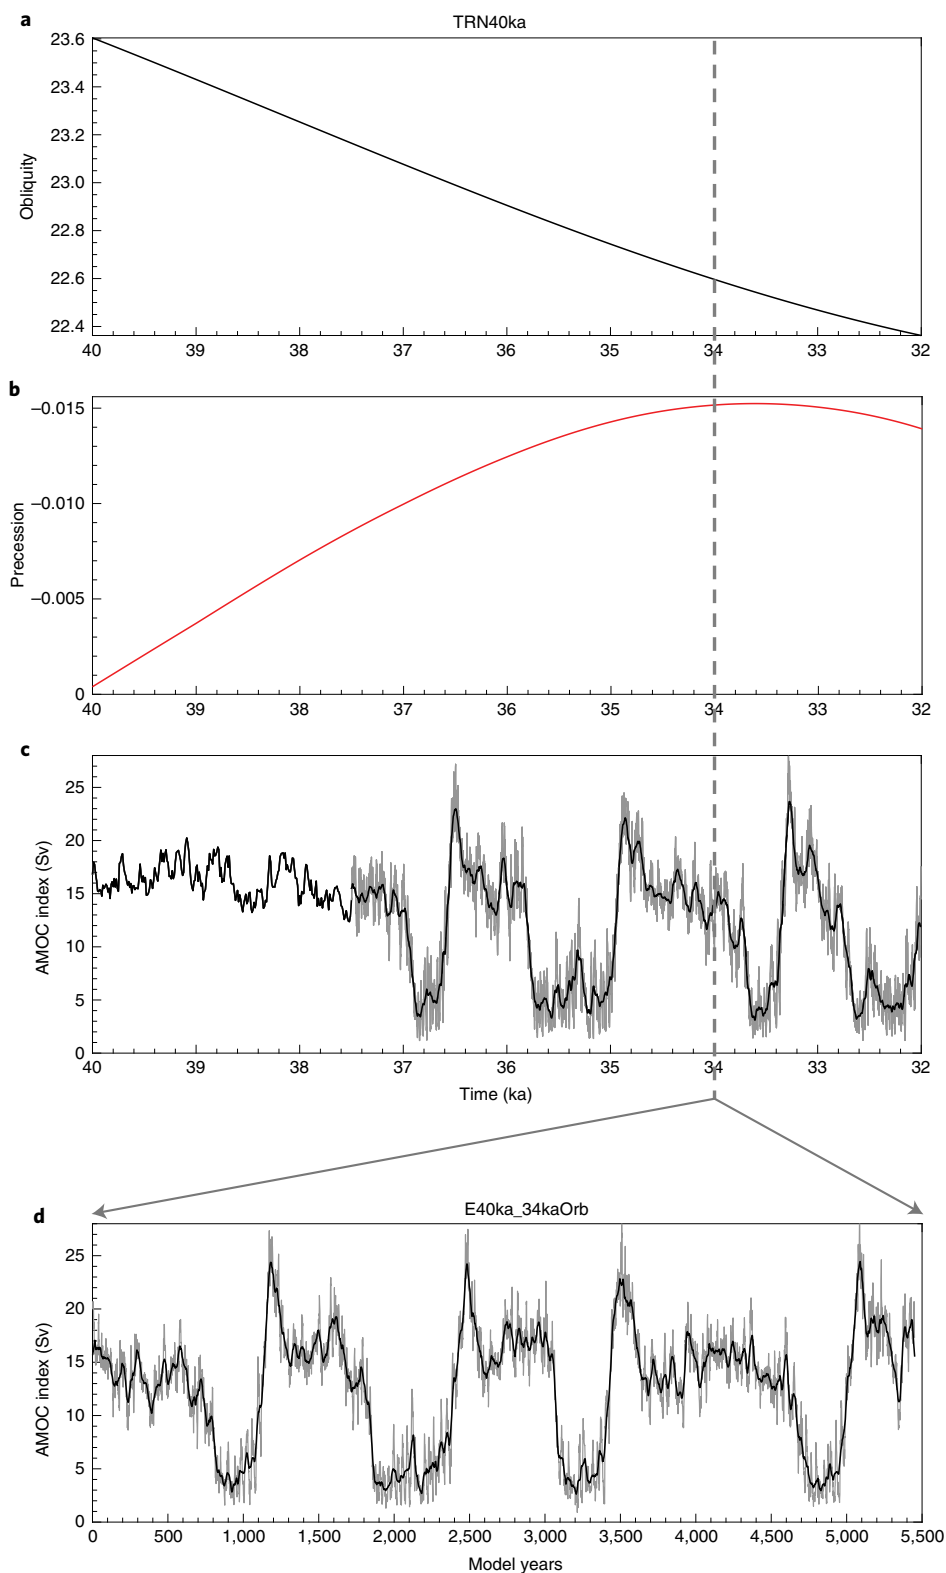 a
TRN40ka
23.6
23.4
23.2
23.0
22.8
22.6
22.4
Obliquity
40 39 38 37 36 35 34 33 32
b
–0.015
–0.010
–0.005
0
Precession
40 39 38 37 36 35 34 33 32
c
25
20
15
10
5
0
AMOC index (Sv)
40 39 38 37 36 35 34 33 32
Time (ka)
d
E40ka_34kaOrb
25
20
15
10
5
0
AMOC index (Sv)
0 500 1,000 1,500 2,000 2,500 3,000 3,500 4,000 4,500 5,000 5,500
Model years